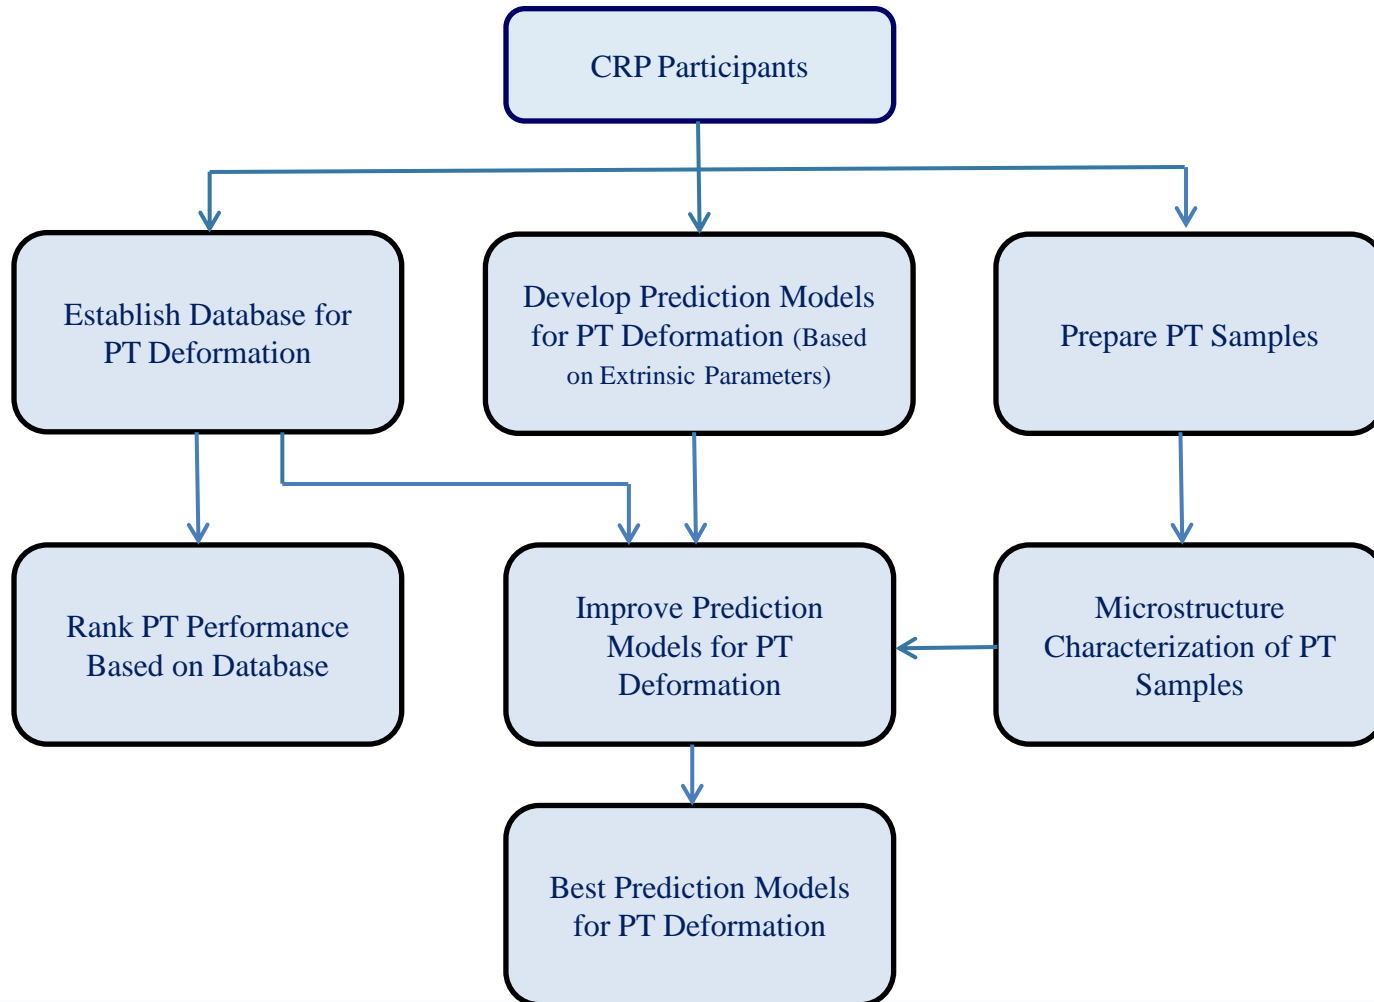 CRP Participants
Establish Database for
PT Deformation
Develop Prediction Models
for PT Deformation (Based
on Extrinsic Parameters)
Prepare PT Samples
Rank PT Performance
Based on Database
Improve Prediction
Models for PT
Deformation
Microstructure
Characterization of PT
Samples
Best Prediction Models
for PT Deformation